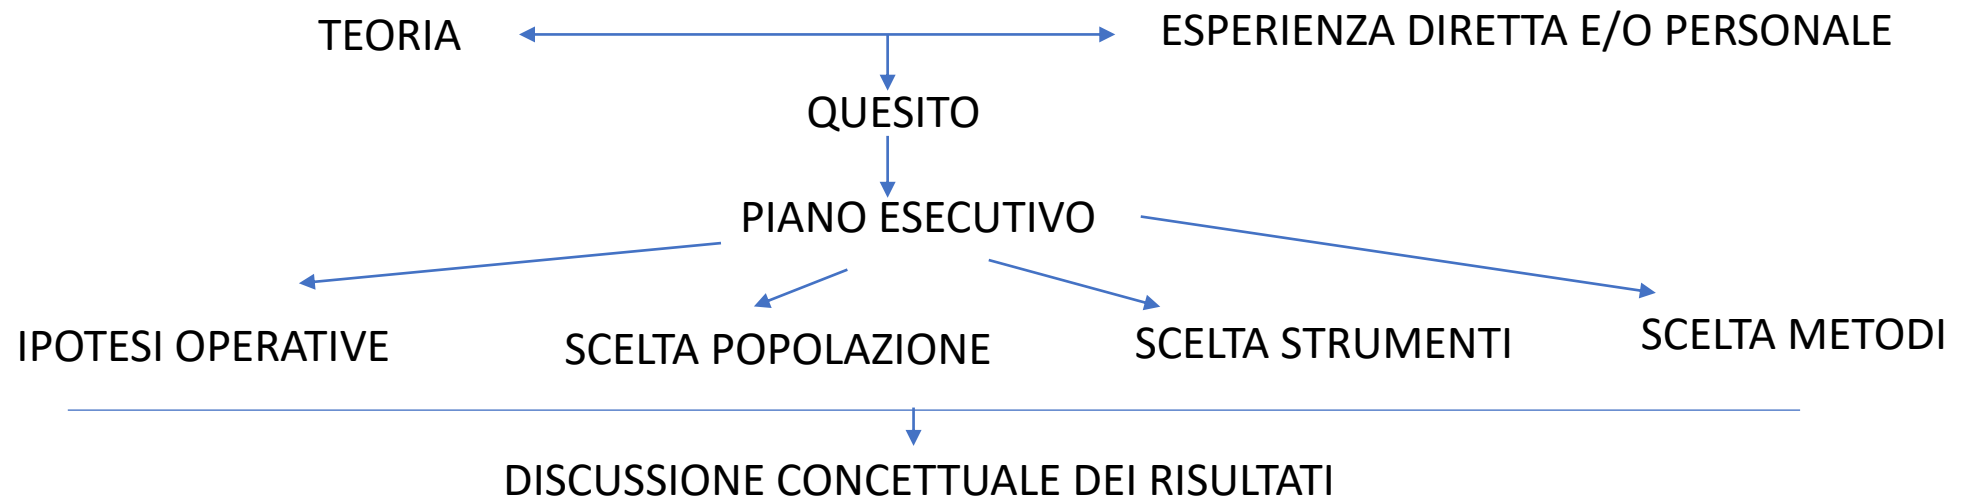 TEORIA
ESPERIENZA DIRETTA E/O PERSONALE
QUESITO
PIANO ESECUTIVO
IPOTESI OPERATIVE
SCELTA POPOLAZIONE
SCELTA STRUMENTI
SCELTA METODI
DISCUSSIONE CONCETTUALE DEI RISULTATI